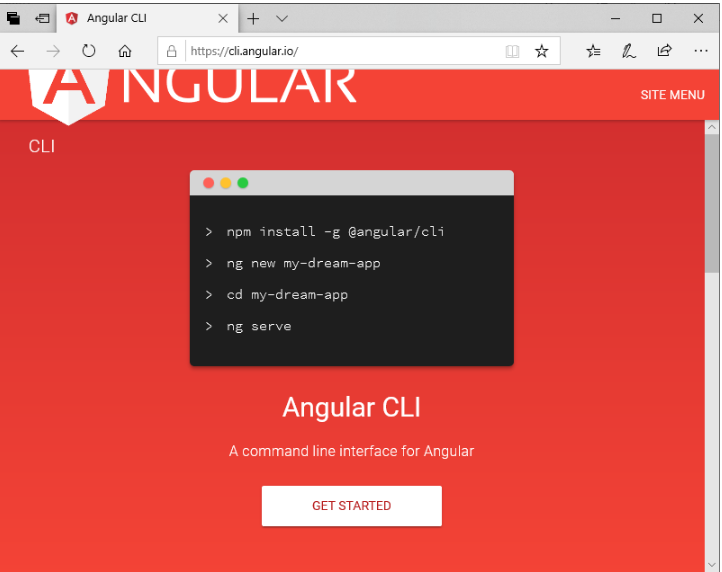 Angular CLI
https://cli.angular.io/
ANGULAR
SITE MENU
CLI
> npm install -g @angular/cli
> ng new my-dream-app
> cd my-dream-app
> ng serve
Angular CLI
A command line interface for Angular
GET STARTED